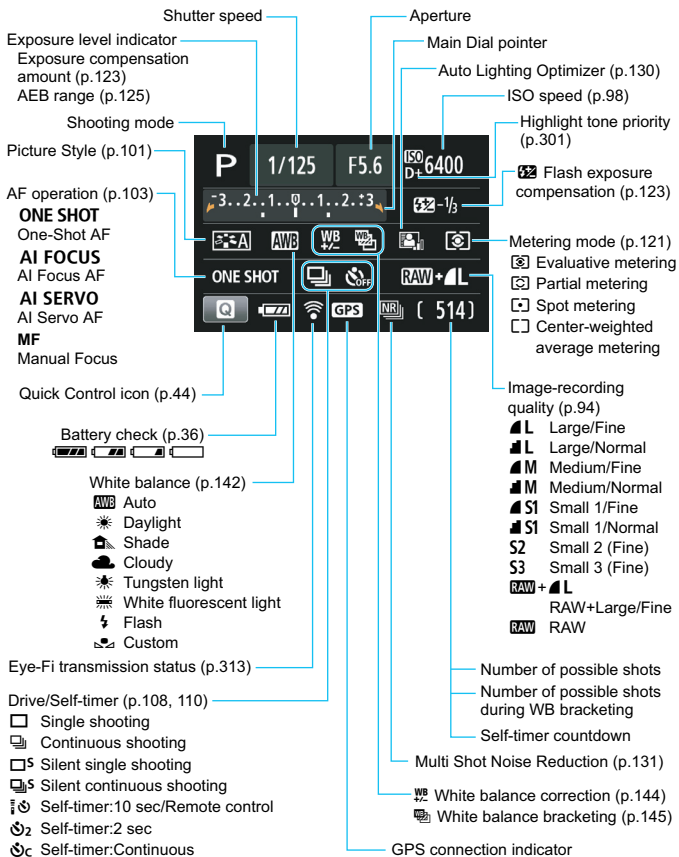 Shutter speed
Aperture
Exposure level indicator
Exposure compensation
amount (p.123)
AEB range (p.125)
Main Dial pointer
Auto Lighting Optimizer (p.130)
ISO speed (p.98)
Shooting mode
Highlight tone priority
(p.301)
Picture Style (p.101)
Flash exposure
compensation (p.123)
AF operation (p.103)
ONE SHOT
One-Shot AF
AI FOCUS
AI Focus AF
AI SERVO
AI Servo AF
MF
Manual Focus
P 1/125 F5.6 ISO D+ 6400
-3..2..1..0..1..2.+3 -1/3
A AWB WB +/- WB
ONE SHOT OFF RAW+L
Q GPS NR ( 514)
Metering mode (p.121)
Evaluative metering
Partial metering
Spot metering
Center-weighted
average metering
Quick Control icon (p.44)
Battery check (p.36)
White balance (p.142)
AWB Auto
Daylight
Shade
Cloudy
Tungsten light
White fluorescent light
Flash
Custom
Image-recording
quality (p.94)
L Large/Fine
L Large/Normal
M Medium/Fine
M Medium/Normal
S1 Small 1/Fine
S1 Small 1/Normal
S2 Small 2 (Fine)
S3 Small 3 (Fine)
RAW+L
RAW+Large/Fine
RAW RAW
Eye-Fi transmission status (p.313)
Drive/Self-timer (p.108, 110)
Single shooting
Continuous shooting
S Silent single shooting
S Silent continuous shooting
Self-timer:10 sec/Remote control
2 Self-timer:2 sec
C Self-timer:Continuous
Number of possible shots
Number of possible shots
during WB bracketing
Self-timer countdown
Multi Shot Noise Reduction (p.131)
WB +/- White balance correction (p.144)
WB White balance bracketing (p.145)
GPS connection indicator